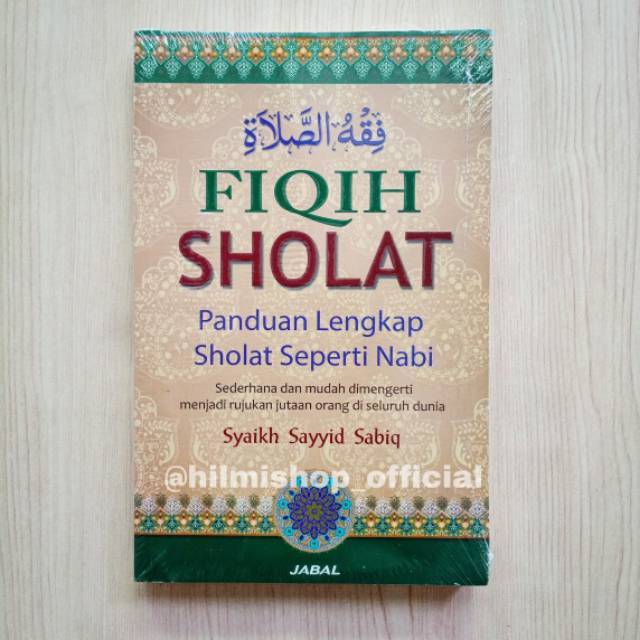 فِقْهُ الصَّلَاةِ
FIQIH
SHOLAT
Panduan Lengkap
Sholat Seperti Nabi
Sederhana dan mudah dimengerti
menjadi rujukan jutaan orang di seluruh dunia
Syaikh Sayyid Sabiq
@hilmishop_official
JABAL